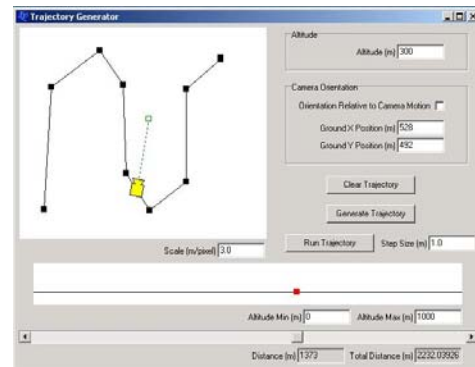 Trajectory Generator
Altitude
Altitude (m) 300
Camera Orientation
Orientation Relative to Camera Motion
Ground X Position (m) 528
Ground Y Position (m) 492
Clear Trajectory
Generate Trajectory
Run Trajectory Step Size (m) 1.0
Scale (m/pixel) 3.0
Altitude Min (m) 0 Altitude Max (m) 1000
Distance (m) 1373 Total Distance (m) 2232.03926